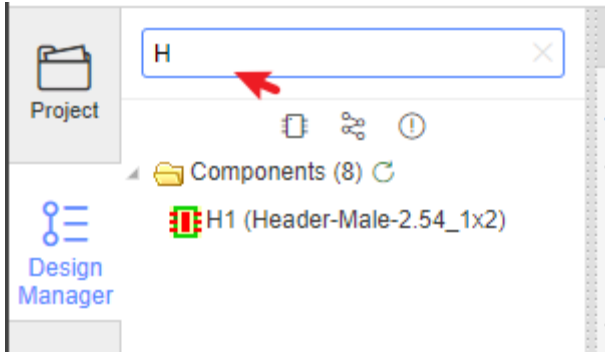 H
Project
Components (8)
H1 (Header-Male-2.54_1x2)
Design
Manager